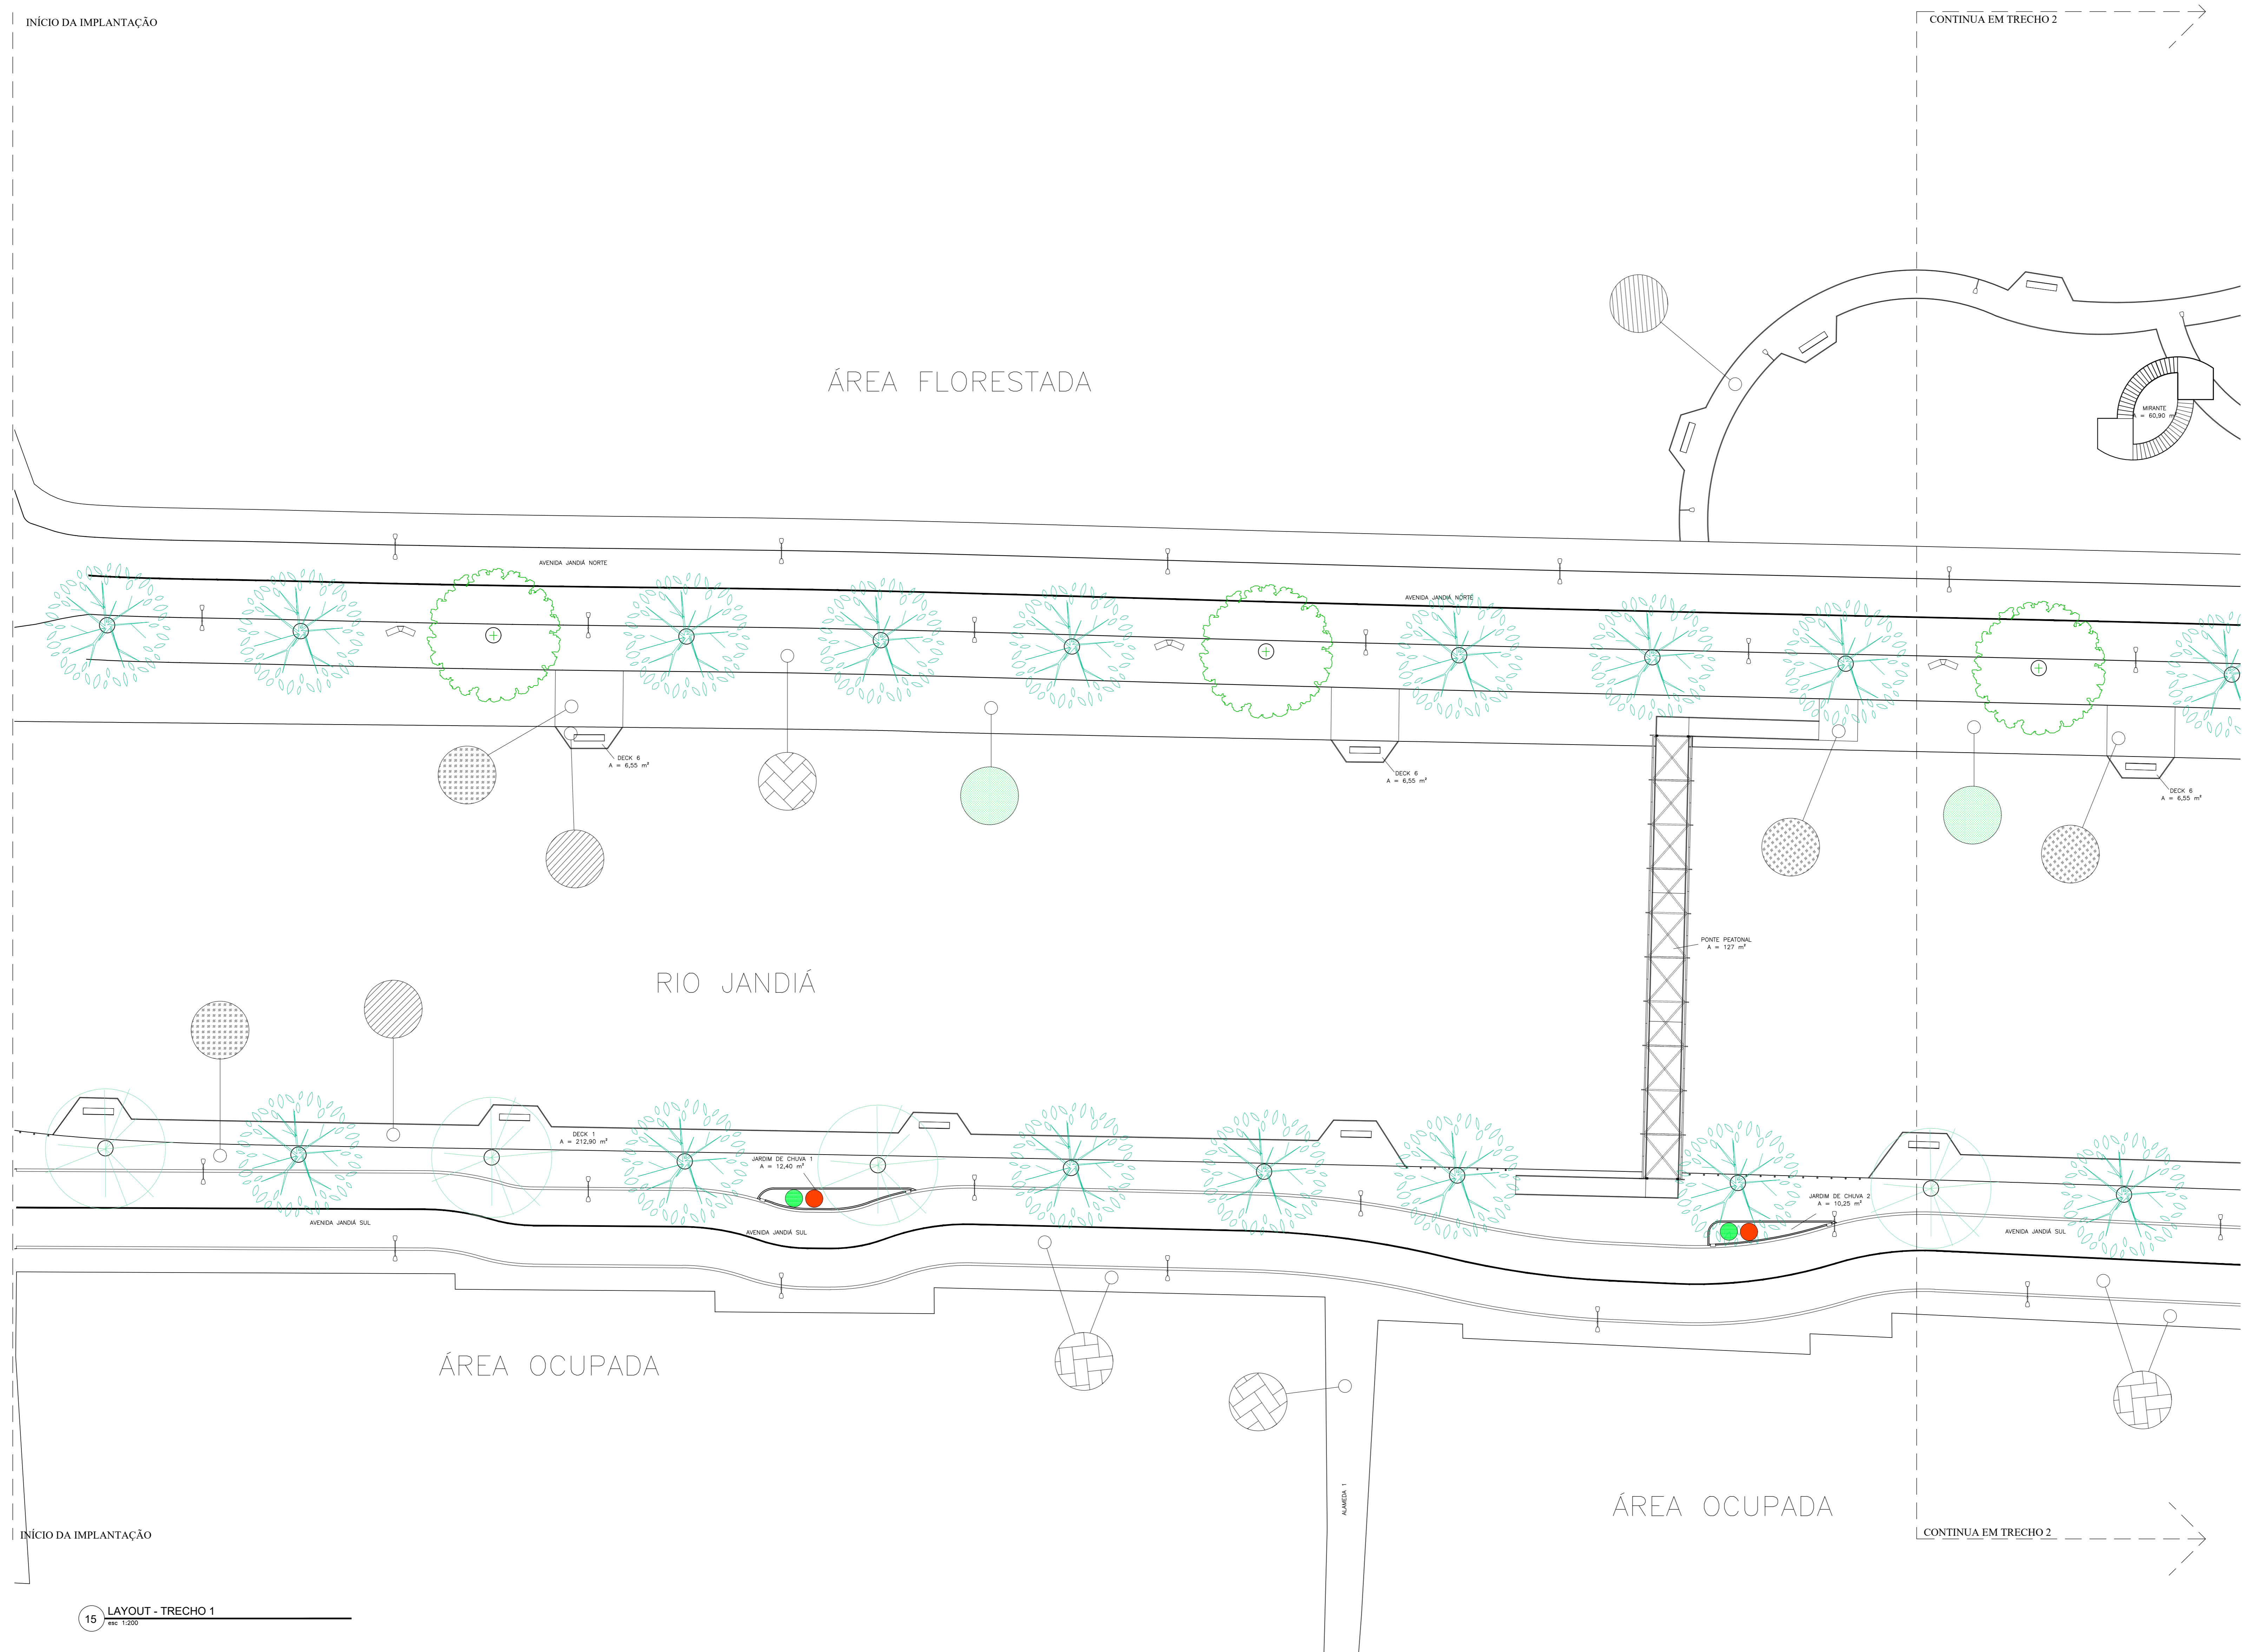 INÍCIO DA IMPLANTAÇÃO
CONTINUA EM TRECHO 2
ÁREA FLORESTADA
MIRANTE
A = 60,90 m
AVENIDA JANDIÁ NORTE
AVENIDA JANDIÁ NORTE
DECK 6
A = 6,55 m²
DECK 6
A = 6,55 m²
DECK 6
A = 6,55 m²
PONTE PEATONAL
A = 127 m²
RIO JANDIÁ
DECK 1
A = 212,90 m²
JARDIM DE CHUVA 1
A = 12,40 m²
JARDIM DE CHUVA 2
A = 10,25 m²
AVENIDA JANDIÁ SUL
AVENIDA JANDIÁ SUL
AVENIDA JANDIÁ SUL
ÁREA OCUPADA
ALAMEDA 1
ÁREA OCUPADA
INÍCIO DA IMPLANTAÇÃO
CONTINUA EM TRECHO 2
15 LAYOUT - TRECHO 1
esc 1:200